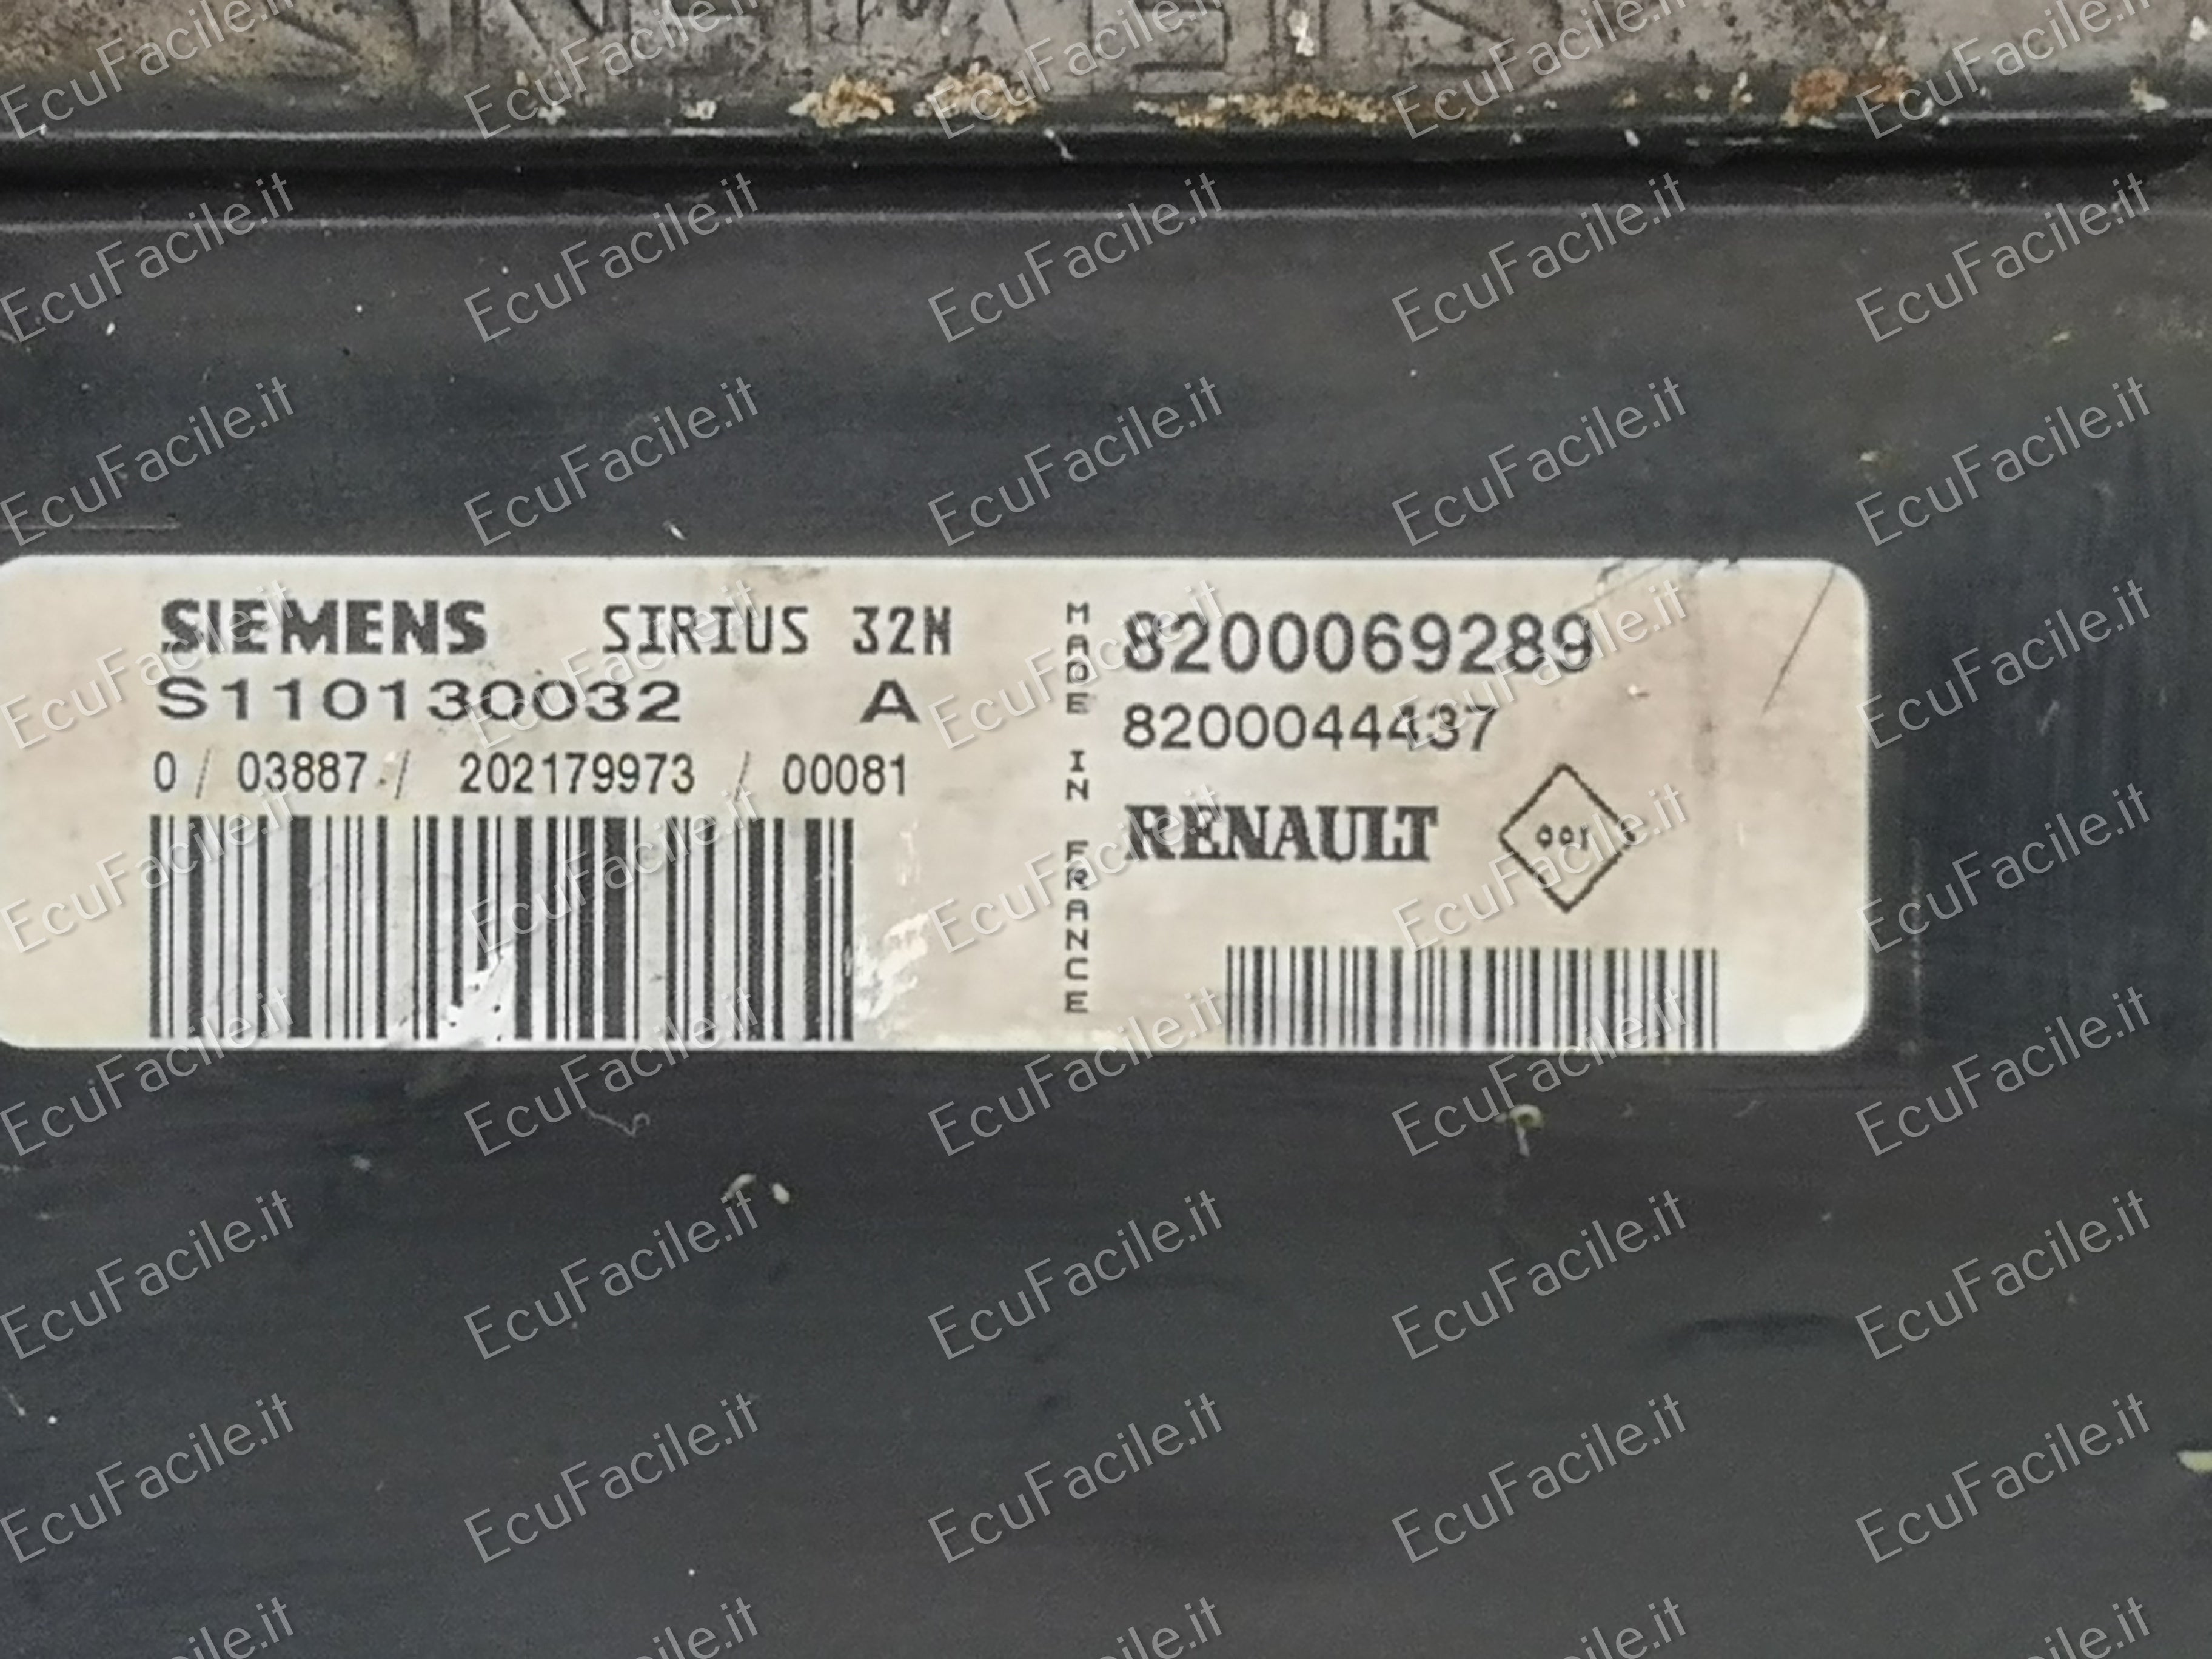 SIEMENS SIRIUS 32N
S110130032 A
0 / 03887 / 202179973 / 00081
MADE IN FRANCE
8200069289
8200044437
RENAULT
EcuFacile.it